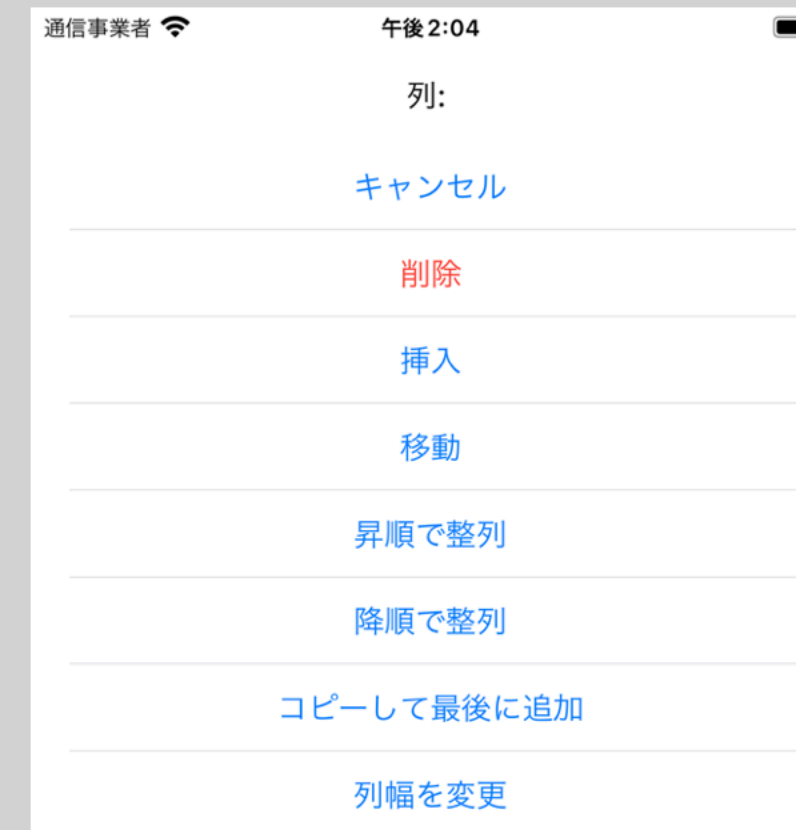 通信事業者
午後2:04
列:
キャンセル
削除
挿入
移動
昇順で整列
降順で整列
コピーして最後に追加
列幅を変更